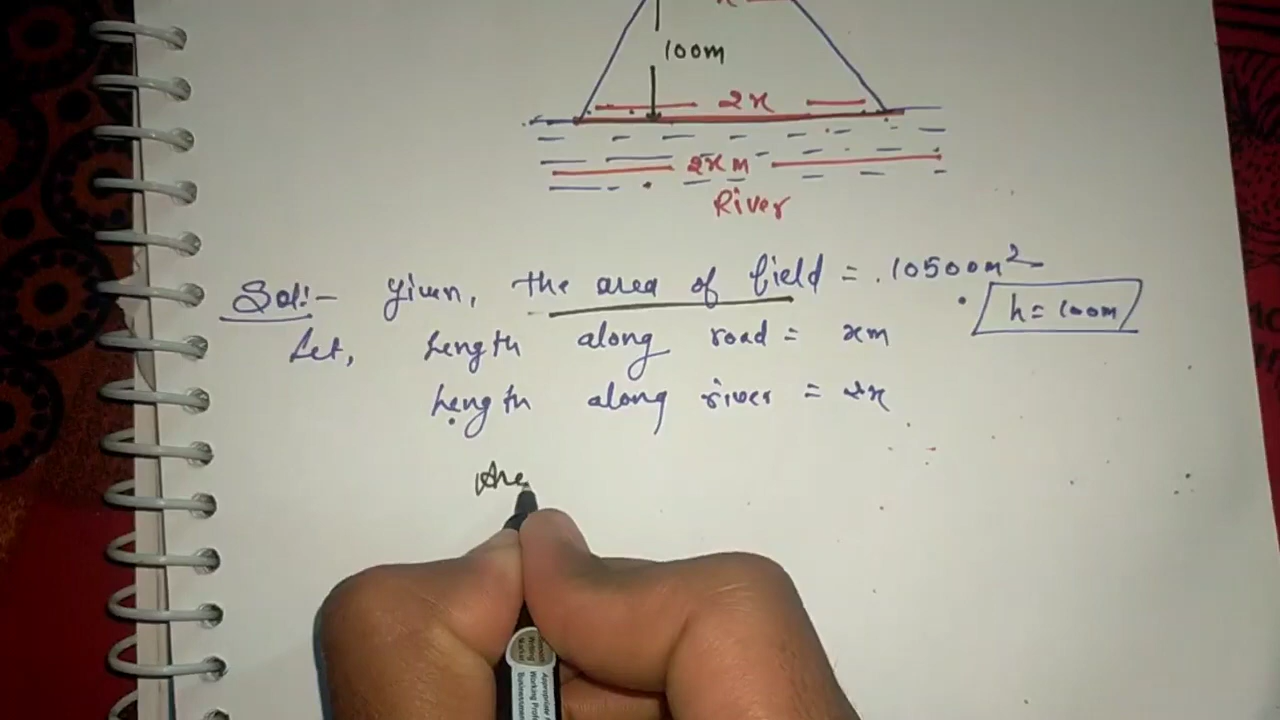 x
100m
2x
2x m
River
Sol:- Given, the area of field = 10500m²
h = 100m
Let, Length along road = xm
Length along river = 2x
Are